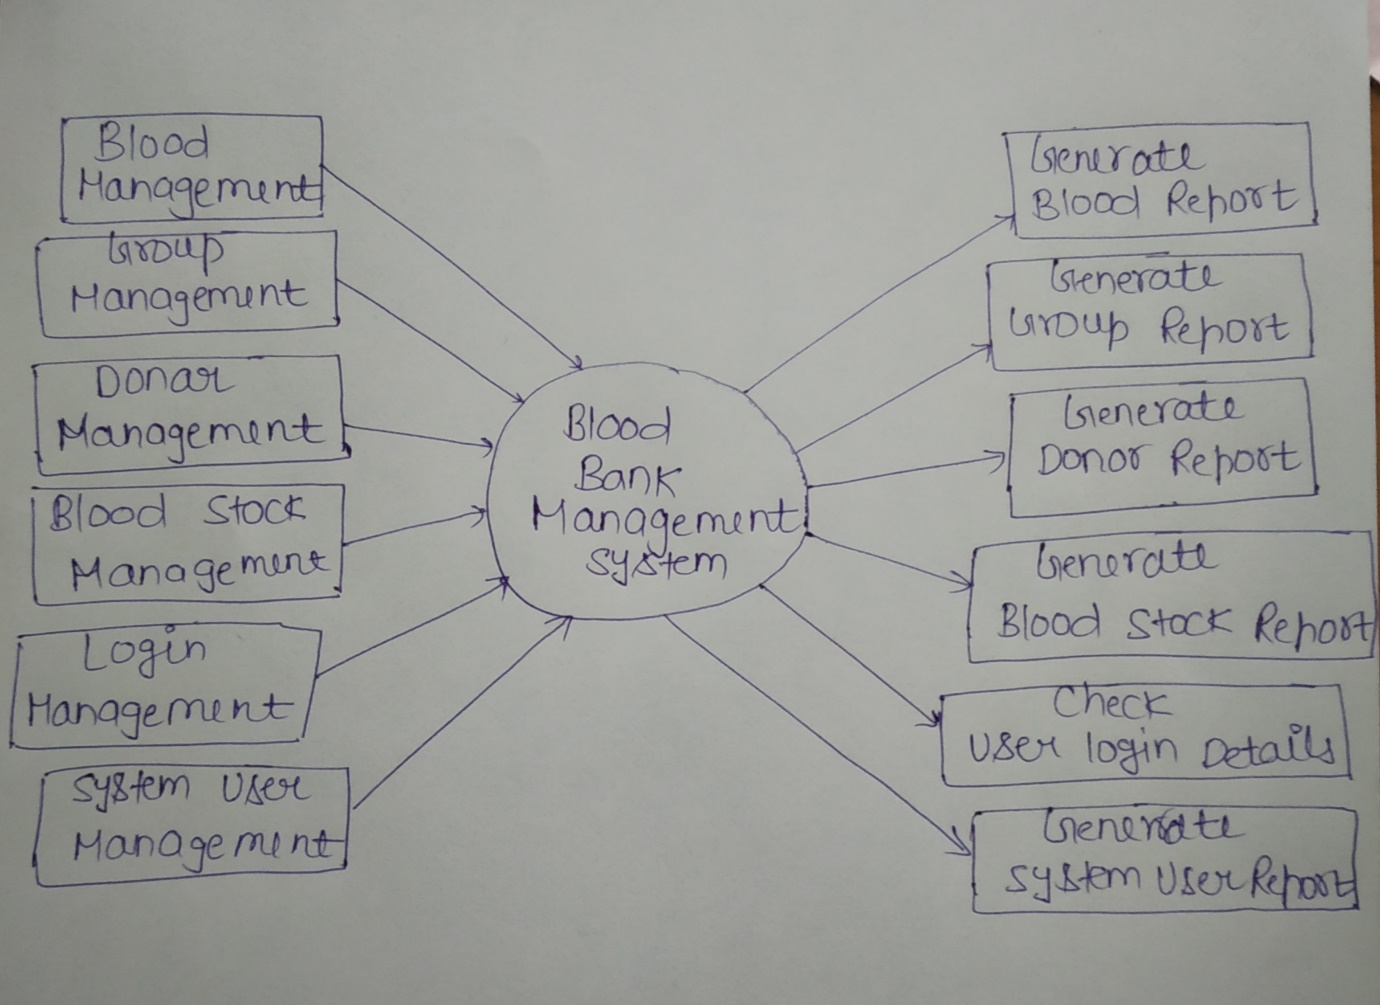 Blood
Management
Group
Management
Donar
Management
Blood Stock
Management
Login
Management
System User
Management
Blood
Bank
Management
System
Generate
Blood Report
Generate
Group Report
Generate
Donor Report
Generate
Blood Stock Report
Check
User login Details
Generate
System User Report